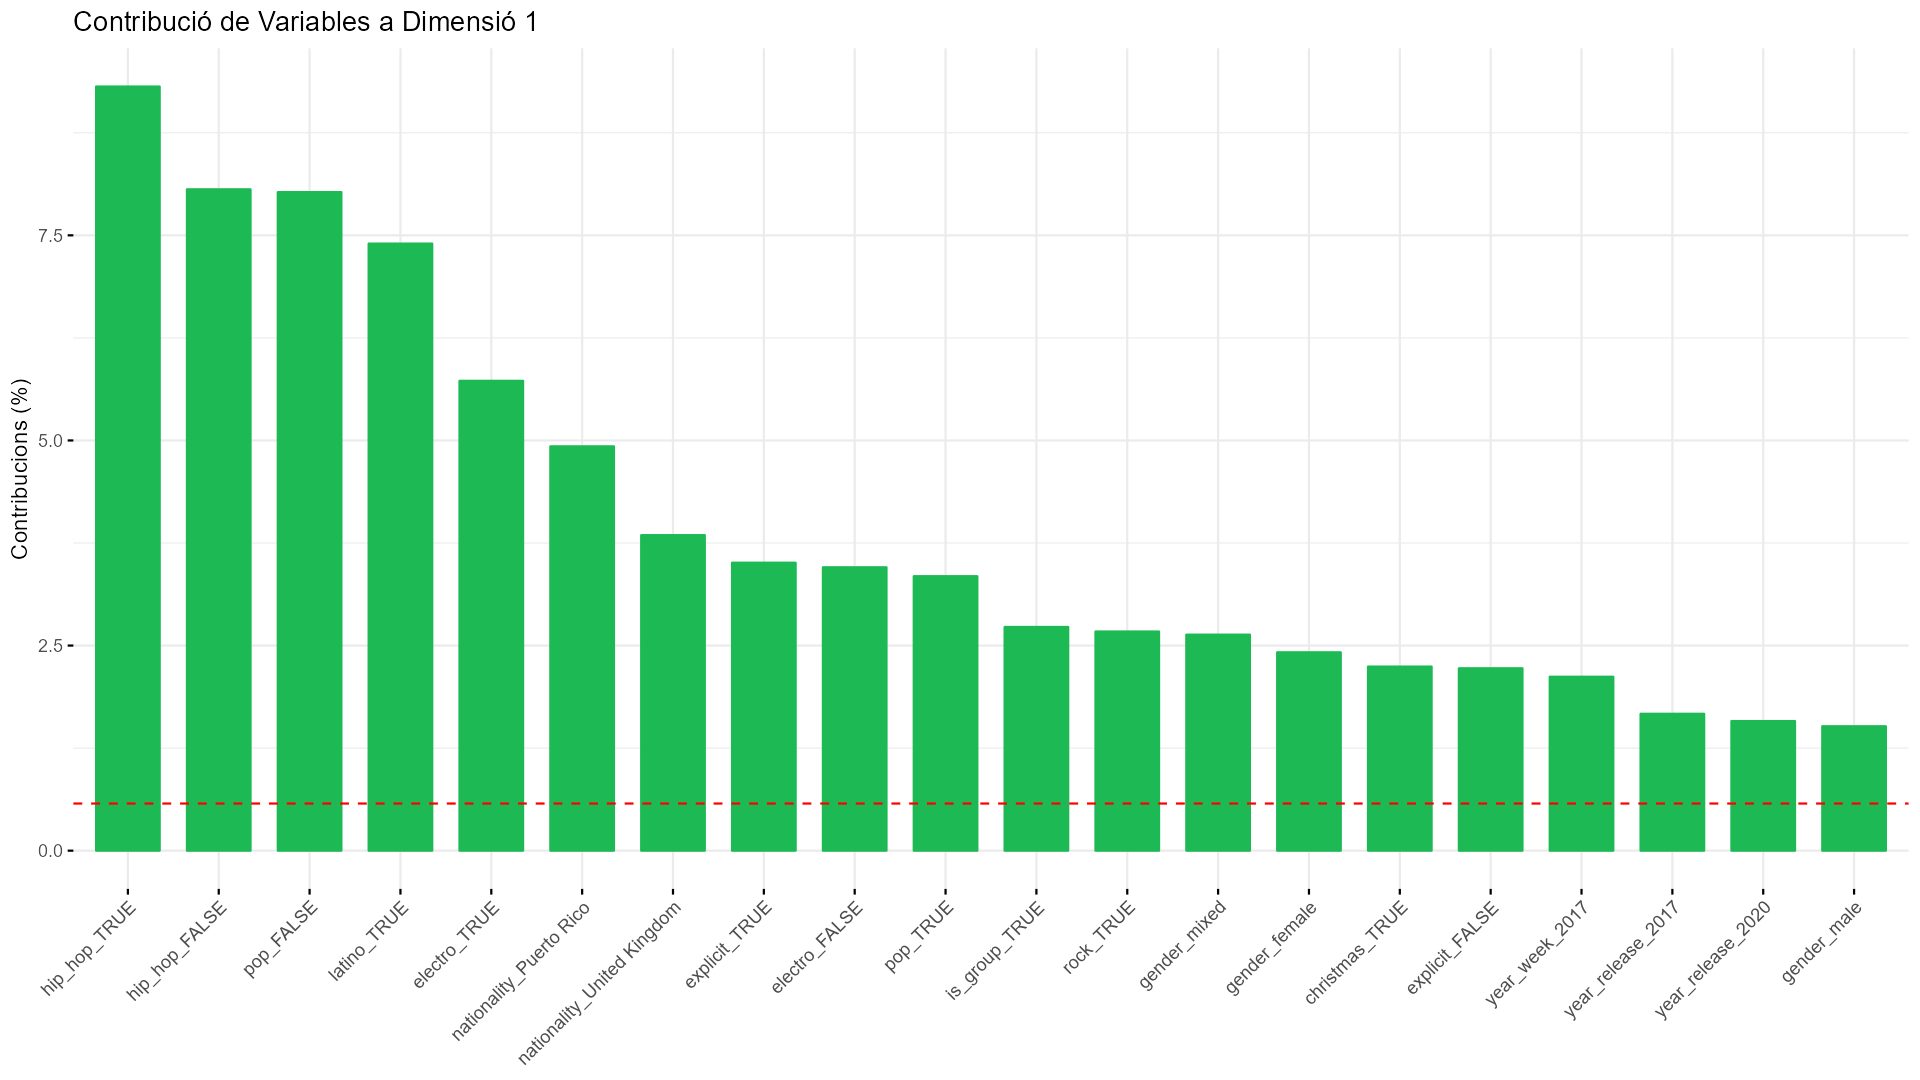 Contribució de Variables a Dimensió 1
Contribucions (%)
7.5
5.0
2.5
0.0
hip_hop_TRUE
hip_hop_FALSE
pop_FALSE
latino_TRUE
electro_TRUE
nationality_Puerto Rico
nationality_United Kingdom
explicit_TRUE
electro_FALSE
pop_TRUE
is_group_TRUE
rock_TRUE
gender_mixed
gender_female
christmas_TRUE
explicit_FALSE
year_week_2017
year_release_2017
year_release_2020
gender_male